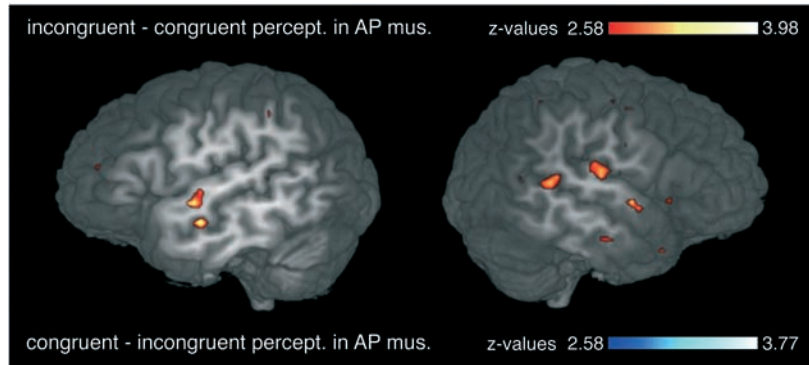 incongruent - congruent percept. in AP mus. z-values 2.58 3.98
congruent - incongruent percept. in AP mus. z-values 2.58 3.77